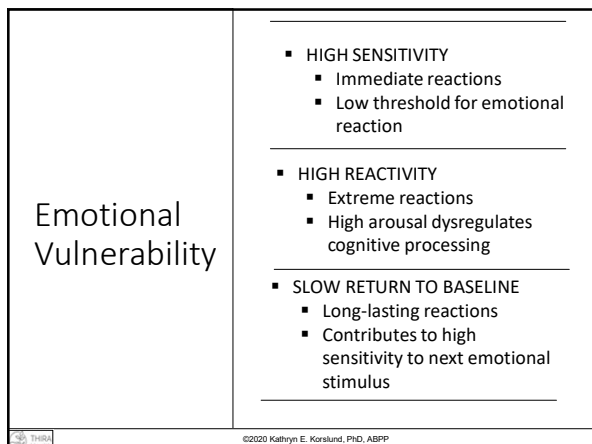 Emotional
Vulnerability
▪ HIGH SENSITIVITY
▪ Immediate reactions
▪ Low threshold for emotional
reaction
▪ HIGH REACTIVITY
▪ Extreme reactions
▪ High arousal dysregulates
cognitive processing
▪ SLOW RETURN TO BASELINE
▪ Long-lasting reactions
▪ Contributes to high
sensitivity to next emotional
stimulus
THIRA
©2020 Kathryn E. Korslund, PhD, ABPP